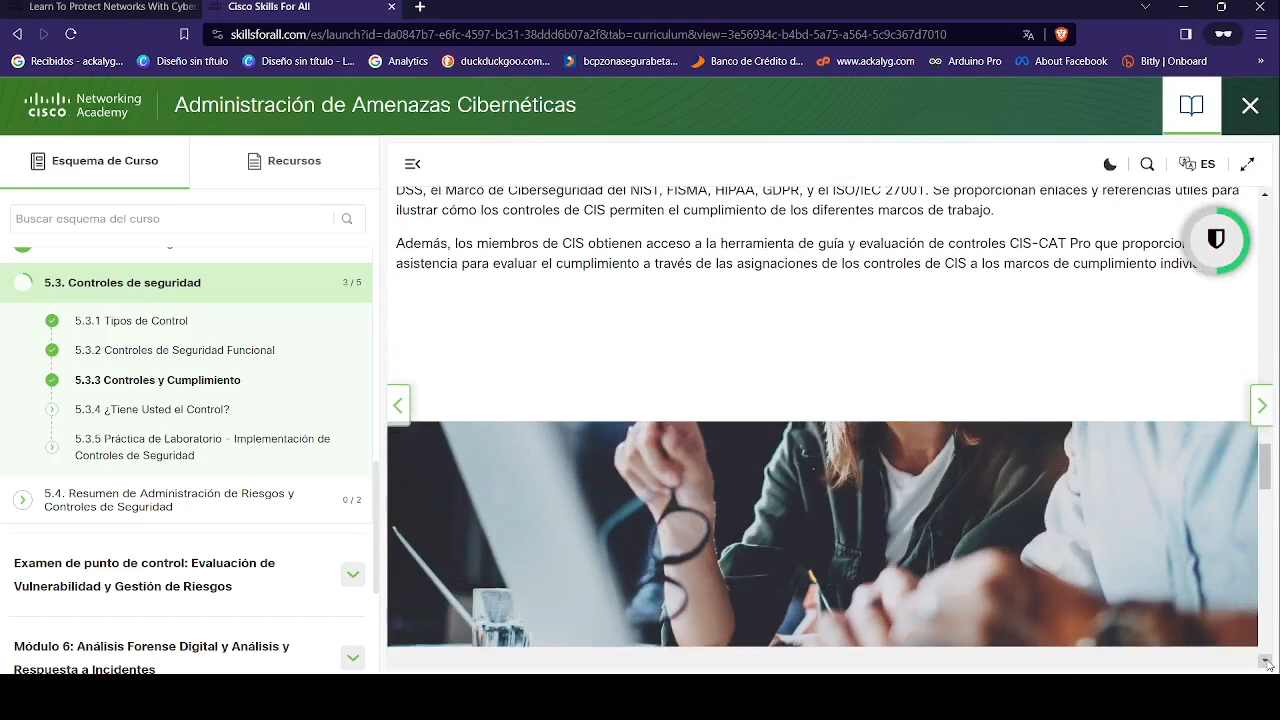 Learn To Protect Networks With Cyber
Cisco Skills For All
skillsforall.com/es/launch?id=da0847b7-e6fc-4597-bc31-38ddd6b07a2f&tab=curriculum&view=3e56934c-b4bd-5a75-a564-5c9c367d7010
Recibidos - ackalyg...
Diseño sin título
Diseño sin título - L...
Analytics
duckduckgoo.com...
bcpzonasegurabeta...
Banco de Crédito d...
www.ackalyg.com
Arduino Pro
About Facebook
Bitly | Onboard
»
CISCO
Networking
Academy
Administración de Amenazas Cibernéticas
Esquema de Curso
Recursos
Buscar esquema del curso
5.3. Controles de seguridad
3 / 5
5.3.1 Tipos de Control
5.3.2 Controles de Seguridad Funcional
5.3.3 Controles y Cumplimiento
5.3.4 ¿Tiene Usted el Control?
5.3.5 Práctica de Laboratorio - Implementación de
Controles de Seguridad
5.4. Resumen de Administración de Riesgos y
Controles de Seguridad
0 / 2
Examen de punto de control: Evaluación de
Vulnerabilidad y Gestión de Riesgos
Módulo 6: Análisis Forense Digital y Análisis y
Respuesta a Incidentes
ES
DSS, el Marco de Ciberseguridad del NIST, FISMA, HIPAA, GDPR, y el ISO/IEC 27001. Se proporcionan enlaces y referencias útiles para
ilustrar cómo los controles de CIS permiten el cumplimiento de los diferentes marcos de trabajo.
Además, los miembros de CIS obtienen acceso a la herramienta de guía y evaluación de controles CIS-CAT Pro que proporcion
asistencia para evaluar el cumplimiento a través de las asignaciones de los controles de CIS a los marcos de cumplimiento indivi